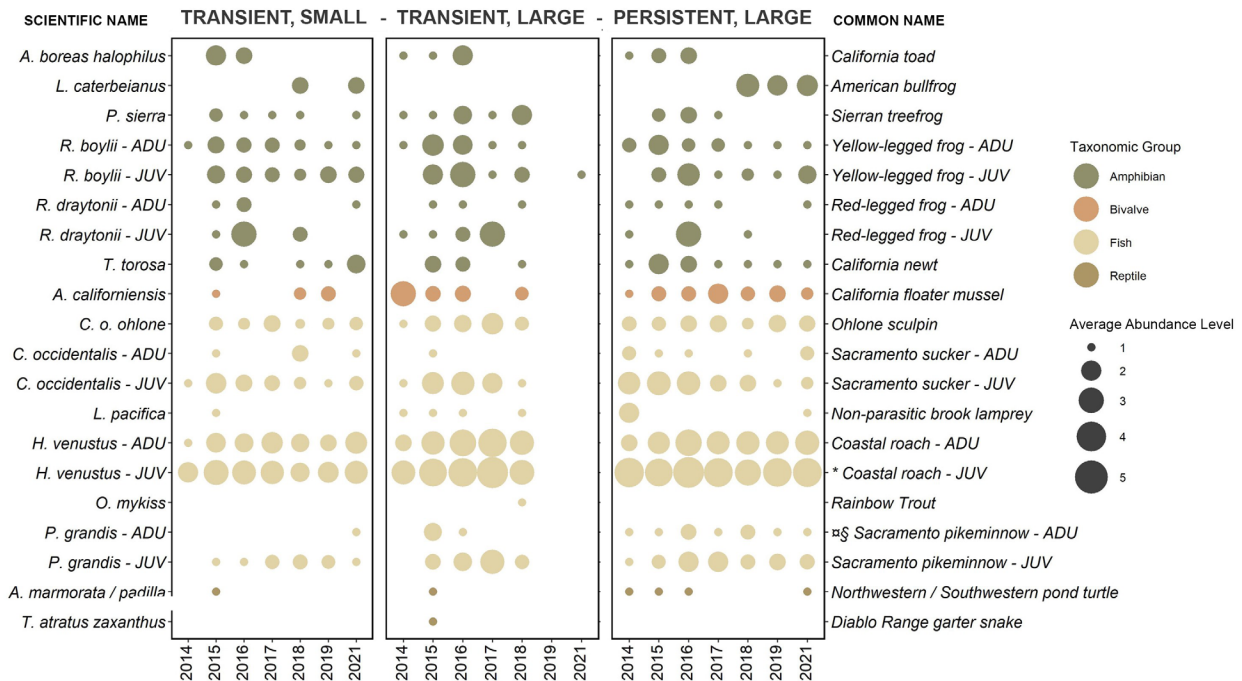 SCIENTIFIC NAME TRANSIENT, SMALL - TRANSIENT, LARGE - PERSISTENT, LARGE COMMON NAME
A. boreas halophilus California toad
L. caterbeianus American bullfrog
P. sierra Sierran treefrog
R. boylii - ADU Yellow-legged frog - ADU
R. boylii - JUV Yellow-legged frog - JUV
R. draytonii - ADU Red-legged frog - ADU
R. draytonii - JUV Red-legged frog - JUV
T. torosa California newt
A. californiensis California floater mussel
C. o. ohlone Ohlone sculpin
C. occidentalis - ADU Sacramento sucker - ADU
C. occidentalis - JUV Sacramento sucker - JUV
L. pacifica Non-parasitic brook lamprey
H. venustus - ADU Coastal roach - ADU
H. venustus - JUV * Coastal roach - JUV
O. mykiss Rainbow Trout
P. grandis - ADU ¤§ Sacramento pikeminnow - ADU
P. grandis - JUV Sacramento pikeminnow - JUV
A. marmorata / padilla Northwestern / Southwestern pond turtle
T. atratus zaxanthus Diablo Range garter snake
2014 2015 2016 2017 2018 2019 2021 2014 2015 2016 2017 2018 2019 2021 2014 2015 2016 2017 2018 2019 2021
Taxonomic Group
Amphibian
Bivalve
Fish
Reptile
Average Abundance Level
1
2
3
4
5